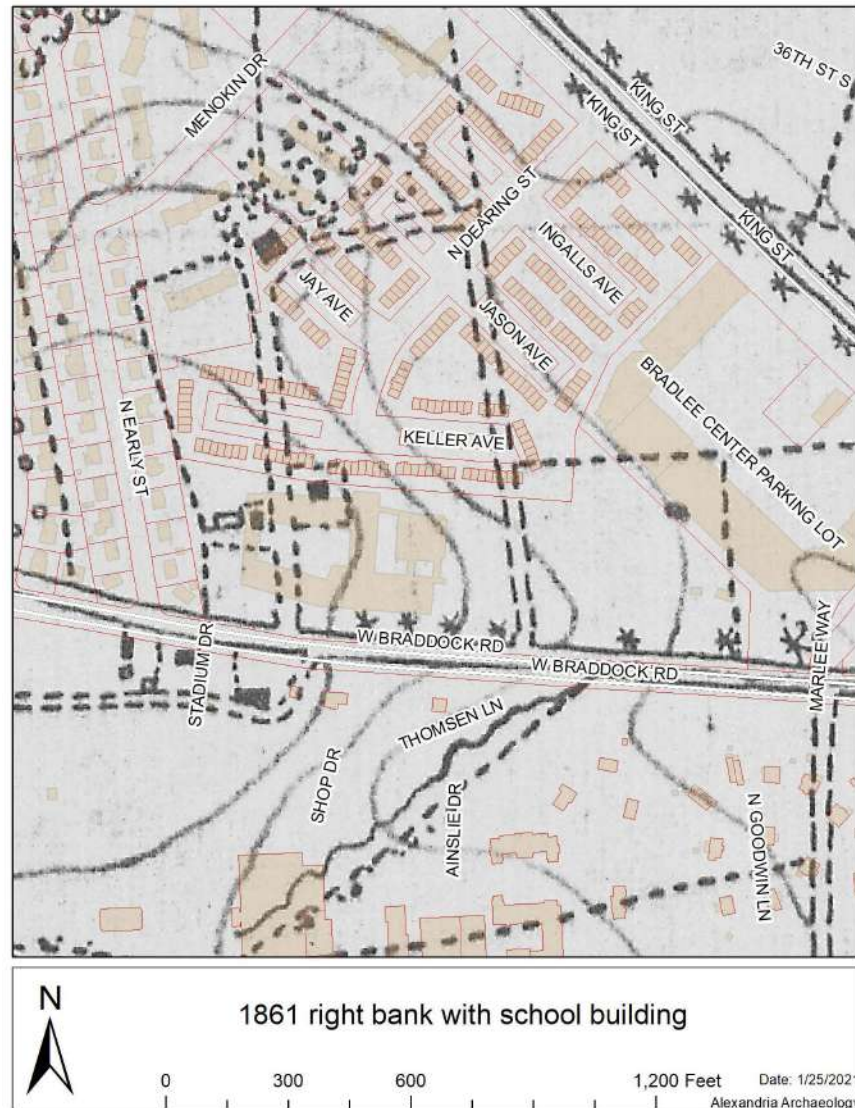 36TH ST S
KING ST
KING ST
KING ST
MENOKIN DR
N DEARING ST
INGALLS AVE
JAY AVE
JASON AVE
BRADLEE CENTER PARKING LOT
N EARLY ST
KELLER AVE
W BRADDOCK RD
W BRADDOCK RD
MARLEE WAY
STADIUM DR
THOMSEN LN
SHOP DR
AINSLIE DR
N GOODWIN LN
N
1861 right bank with school building
0 300 600 1,200 Feet
Date: 1/25/2021
Alexandria Archaeology